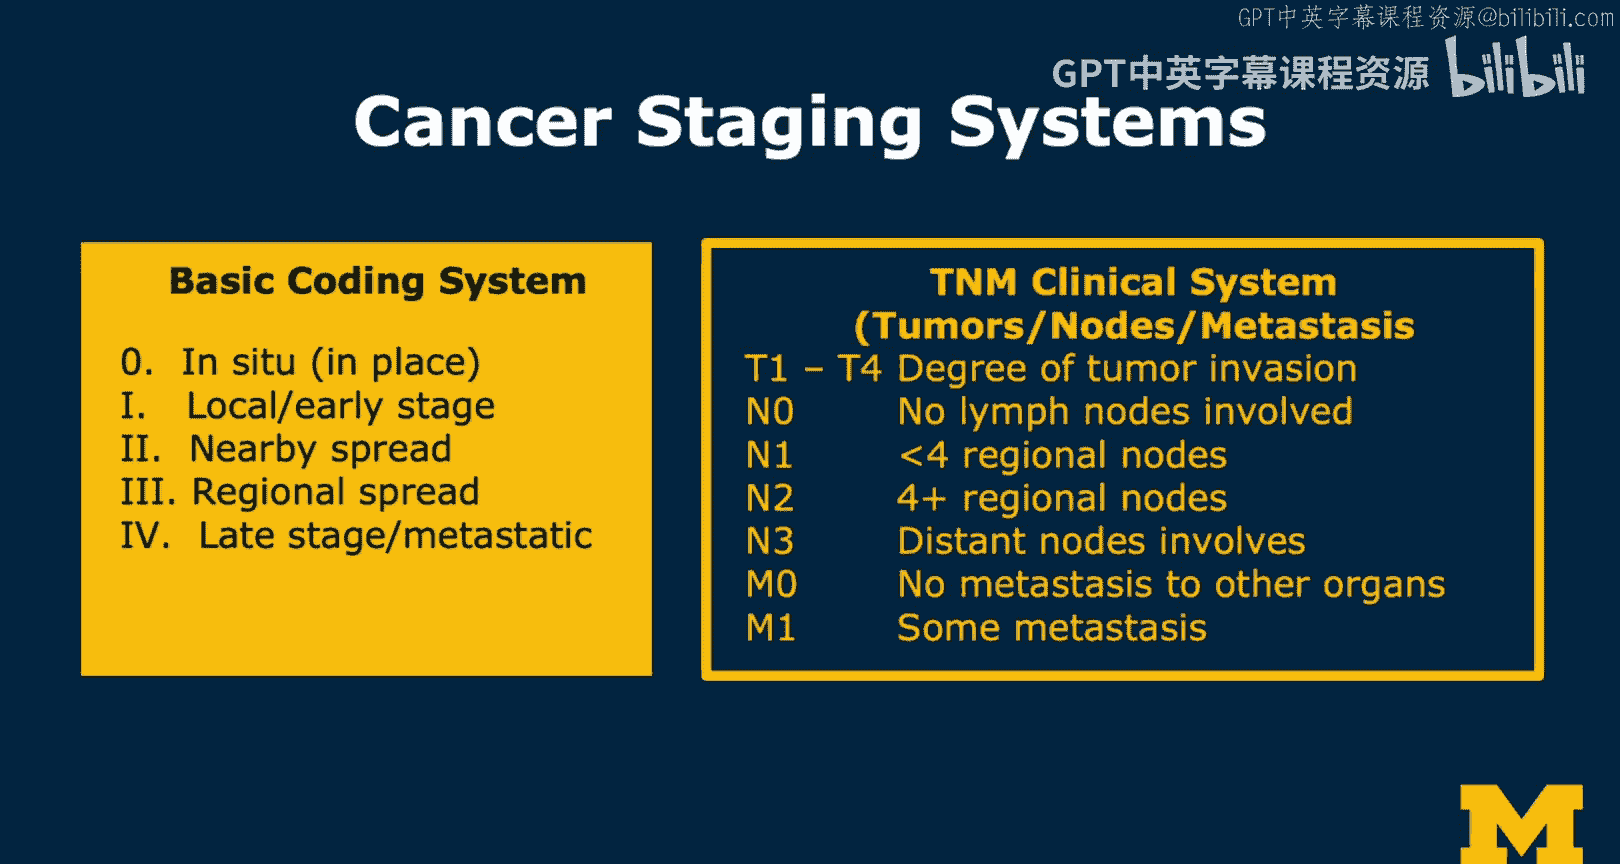 GPT中英字幕课程资源@bilibili.com
GPT中英字幕课程资源 bilibili
Cancer Staging Systems
Basic Coding System
0. In situ (in place)
I. Local/early stage
II. Nearby spread
III. Regional spread
IV. Late stage/metastatic
TNM Clinical System
(Tumors/Nodes/Metastasis
T1 – T4 Degree of tumor invasion
N0 No lymph nodes involved
N1 <4 regional nodes
N2 4+ regional nodes
N3 Distant nodes involves
M0 No metastasis to other organs
M1 Some metastasis
M